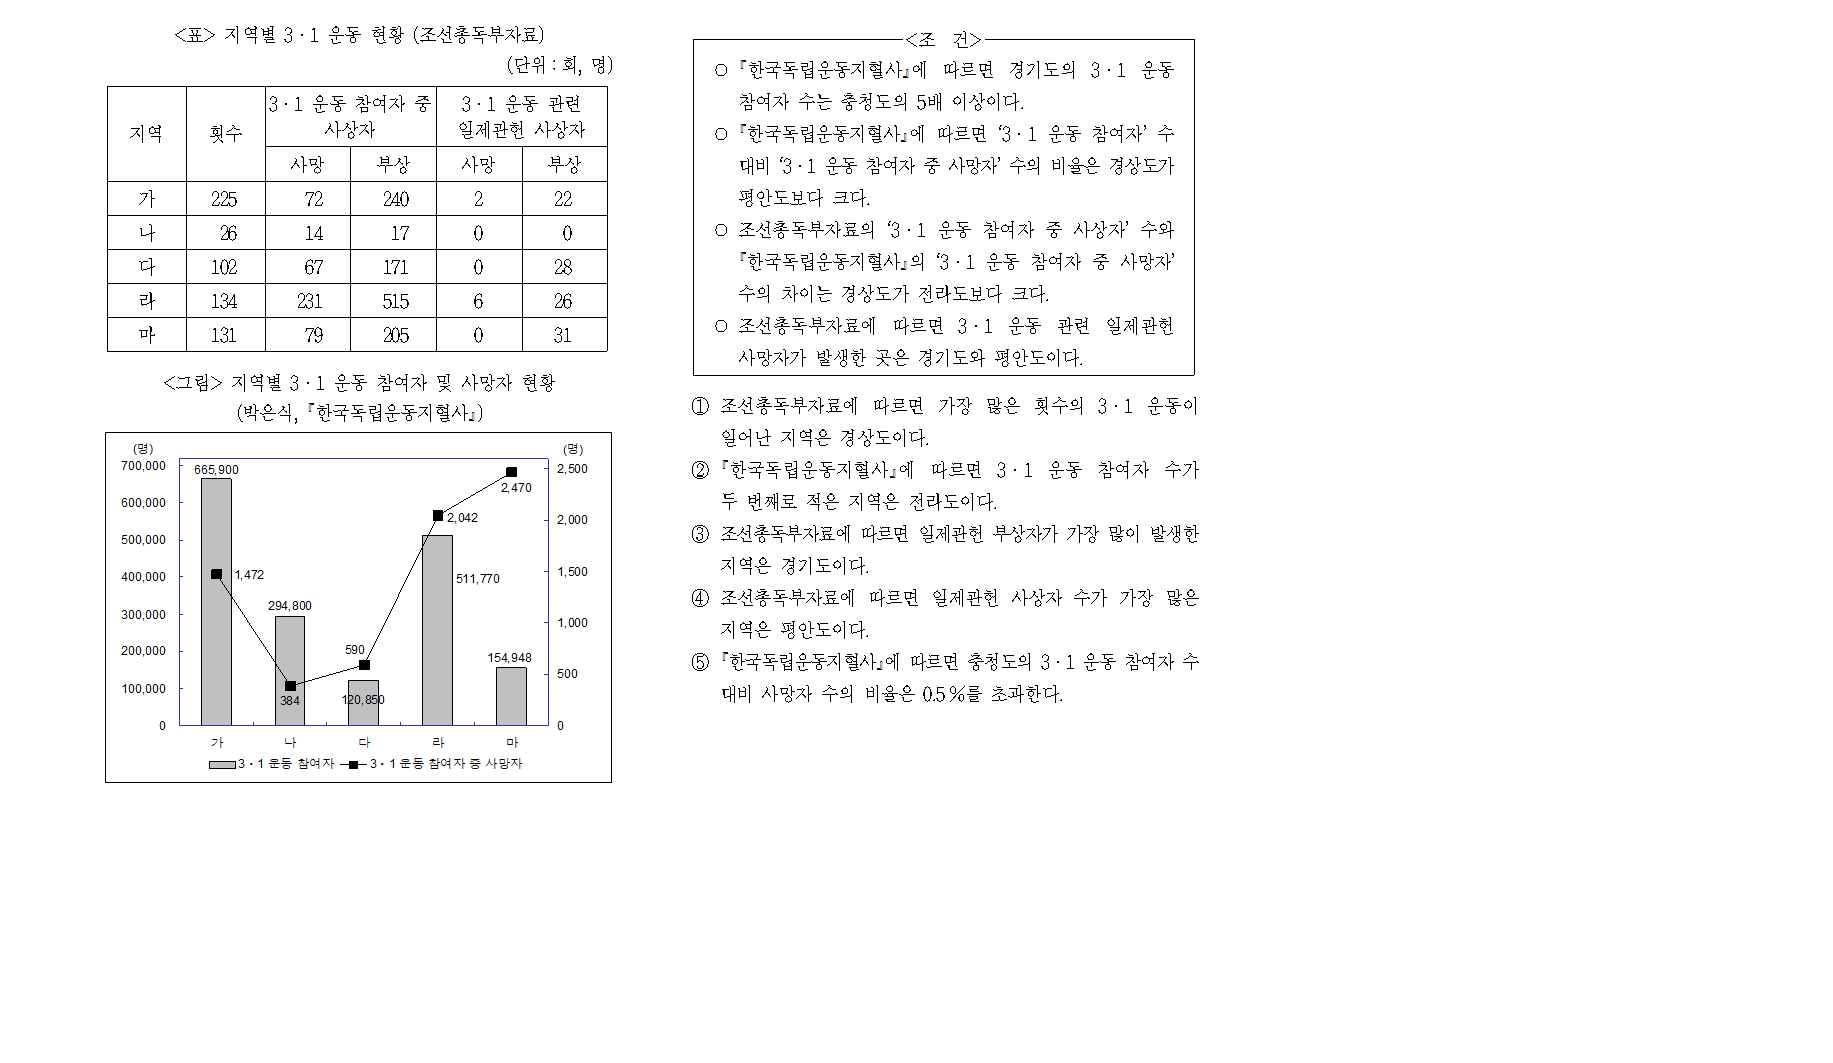 <표> 지역별 3·1 운동 현황 (조선총독부자료)
(단위 : 회, 명)
지역 횟수 3·1 운동 참여자 중 사상자 3·1 운동 관련 일제관헌 사상자
사망 부상 사망 부상
가 225 72 240 2 22
나 26 14 17 0 0
다 102 67 171 0 28
라 134 231 515 6 26
마 131 79 205 0 31
<그림> 지역별 3·1 운동 참여자 및 사망자 현황
(박은식, 『한국독립운동지혈사』)
(명) (명)
700,000
600,000
500,000
400,000
300,000
200,000
100,000
0
665,900
294,800
120,850
511,770
154,948
1,472
384
590
2,042
2,470
2,500
2,000
1,500
1,000
500
0
가 나 다 라 마
3·1 운동 참여자 3·1 운동 참여자 중 사망자
<조 건>
○ 『한국독립운동지혈사』에 따르면 경기도의 3·1 운동
참여자 수는 충청도의 5배 이상이다.
○ 『한국독립운동지혈사』에 따르면 ‘3·1 운동 참여자’ 수
대비 ‘3·1 운동 참여자 중 사망자’ 수의 비율은 경상도가
평안도보다 크다.
○ 조선총독부자료의 ‘3·1 운동 참여자 중 사상자’ 수와
『한국독립운동지혈사』의 ‘3·1 운동 참여자 중 사망자’
수의 차이는 경상도가 전라도보다 크다.
○ 조선총독부자료에 따르면 3·1 운동 관련 일제관헌
사망자가 발생한 곳은 경기도와 평안도이다.
① 조선총독부자료에 따르면 가장 많은 횟수의 3·1 운동이
일어난 지역은 경상도이다.
② 『한국독립운동지혈사』에 따르면 3·1 운동 참여자 수가
두 번째로 적은 지역은 전라도이다.
③ 조선총독부자료에 따르면 일제관헌 부상자가 가장 많이 발생한
지역은 경기도이다.
④ 조선총독부자료에 따르면 일제관헌 사상자 수가 가장 많은
지역은 평안도이다.
⑤ 『한국독립운동지혈사』에 따르면 충청도의 3·1 운동 참여자 수
대비 사망자 수의 비율은 0.5%를 초과한다.